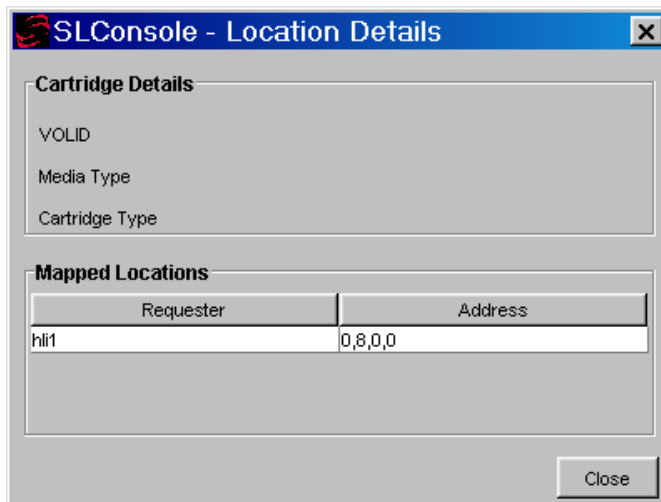 SLConsole - Location Details
Cartridge Details
VOLID
Media Type
Cartridge Type
Mapped Locations
Requester Address
hli1 0,8,0,0
Close